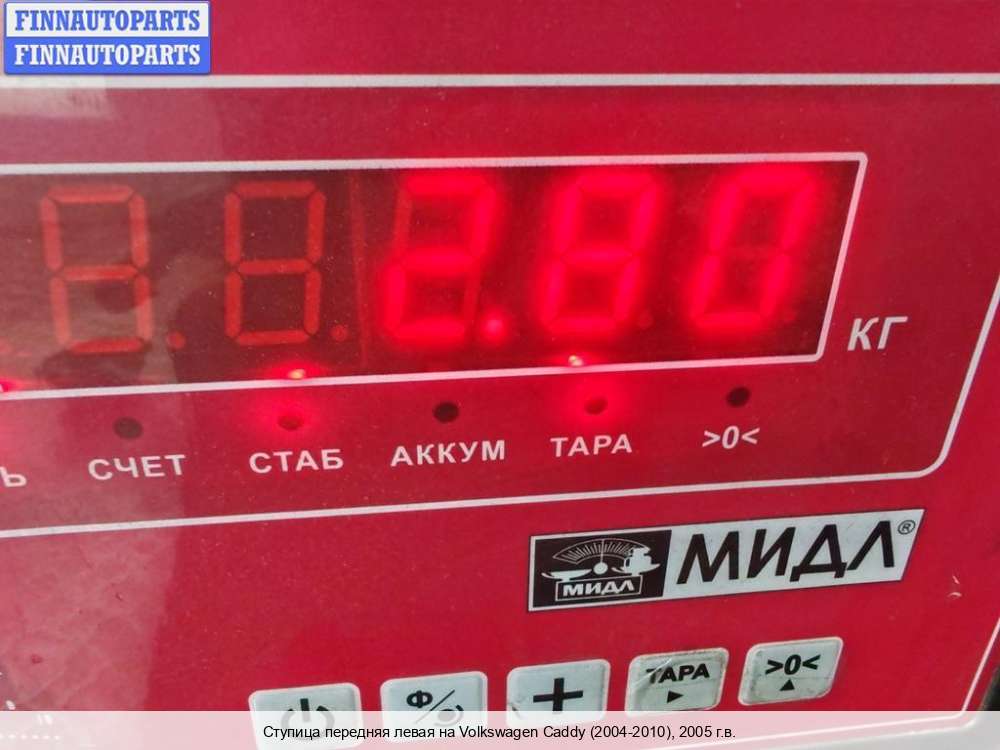 FINNAUTOPARTS
FINNAUTOPARTS
2.80
КГ
Ь СЧЕТ СТАБ АККУМ ТАРА >0<
МИДЛ МИДЛ®
Ф/ + ТАРА >0<
Ступица передняя левая на Volkswagen Caddy (2004-2010), 2005 г.в.